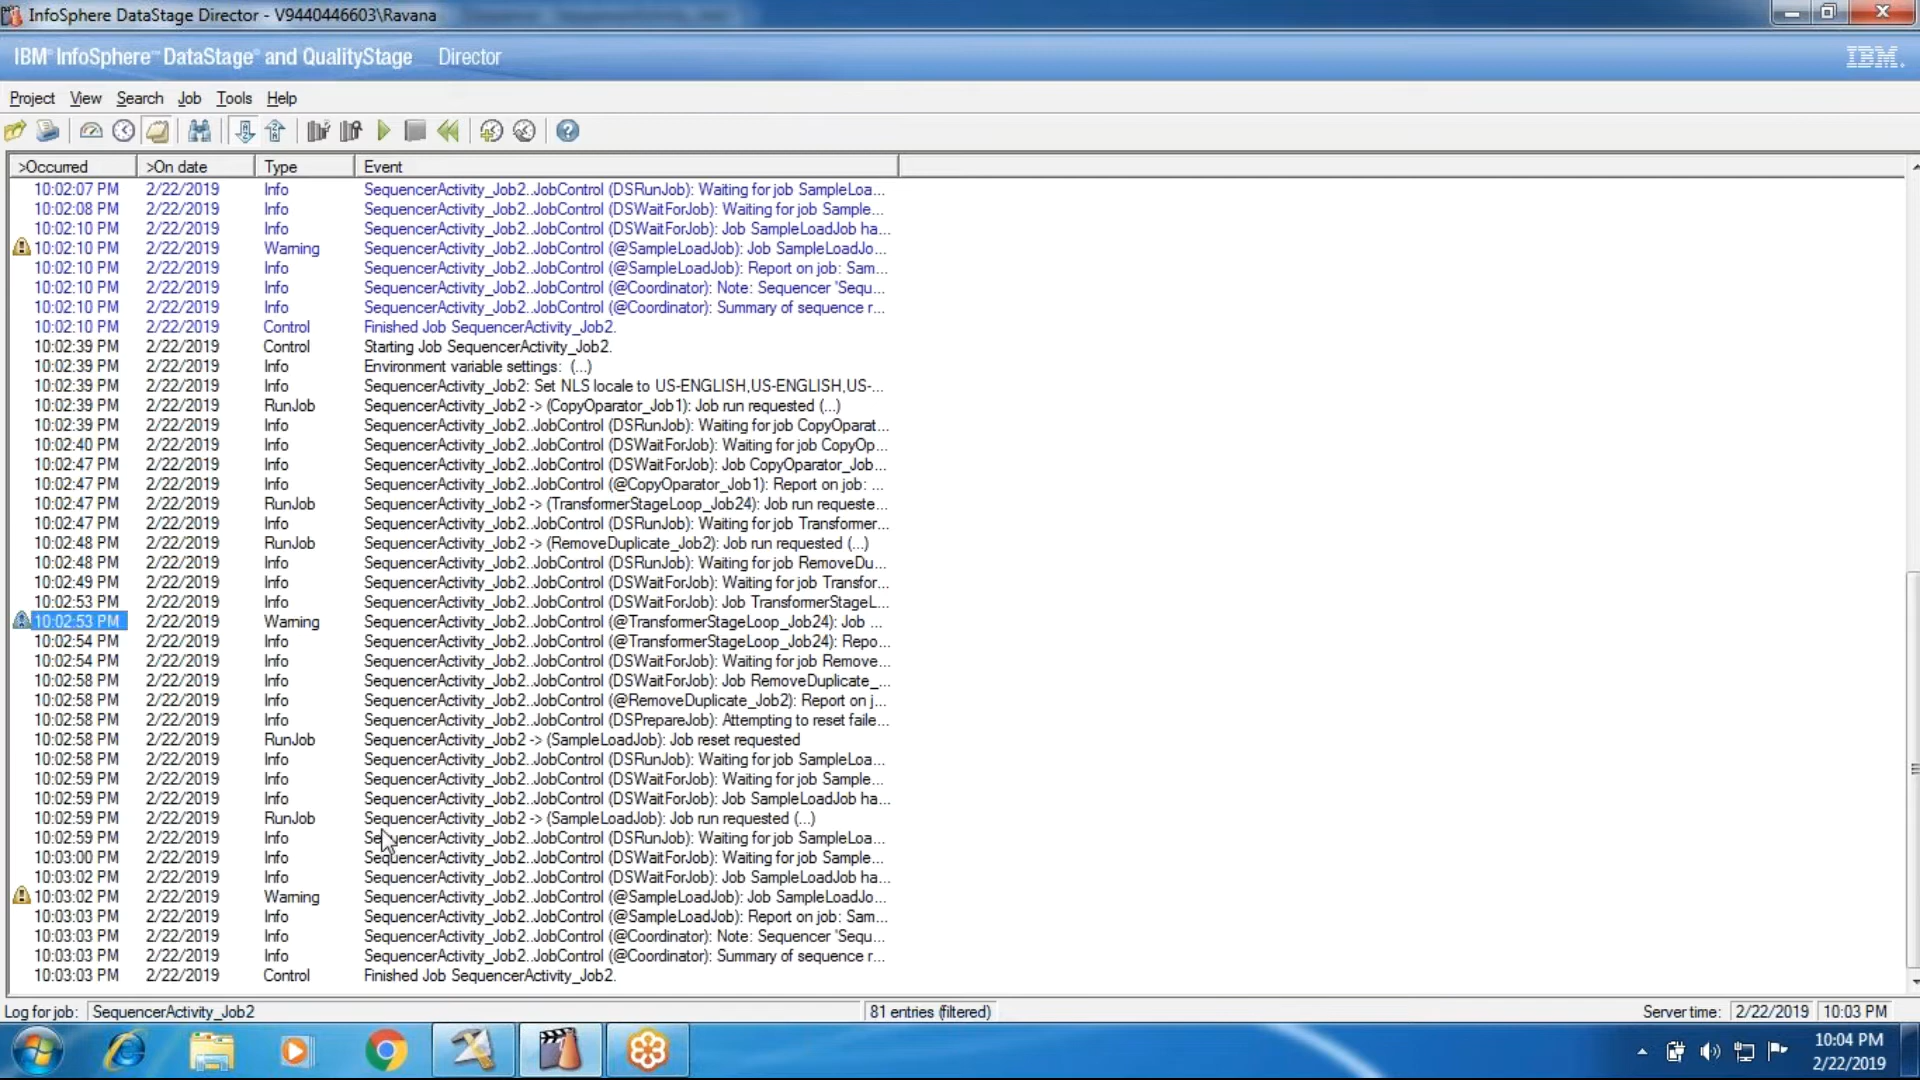 InfoSphere DataStage Director - V9440446603\Ravana
IBM® InfoSphere™ DataStage® and QualityStage Director IBM.
Project View Search Job Tools Help
>Occurred >On date Type Event
10:02:07 PM 2/22/2019 Info SequencerActivity_Job2..JobControl (DSRunJob): Waiting for job SampleLoa...
10:02:08 PM 2/22/2019 Info SequencerActivity_Job2..JobControl (DSWaitForJob): Waiting for job Sample...
10:02:10 PM 2/22/2019 Info SequencerActivity_Job2..JobControl (DSWaitForJob): Job SampleLoadJob ha...
10:02:10 PM 2/22/2019 Warning SequencerActivity_Job2..JobControl (@SampleLoadJob): Job SampleLoadJo...
10:02:10 PM 2/22/2019 Info SequencerActivity_Job2..JobControl (@SampleLoadJob): Report on job: Sam...
10:02:10 PM 2/22/2019 Info SequencerActivity_Job2..JobControl (@Coordinator): Note: Sequencer 'Sequ...
10:02:10 PM 2/22/2019 Info SequencerActivity_Job2..JobControl (@Coordinator): Summary of sequence r...
10:02:10 PM 2/22/2019 Control Finished Job SequencerActivity_Job2.
10:02:39 PM 2/22/2019 Control Starting Job SequencerActivity_Job2.
10:02:39 PM 2/22/2019 Info Environment variable settings: (...)
10:02:39 PM 2/22/2019 Info SequencerActivity_Job2: Set NLS locale to US-ENGLISH,US-ENGLISH,US-...
10:02:39 PM 2/22/2019 RunJob SequencerActivity_Job2 -> (CopyOparator_Job1): Job run requested (...)
10:02:39 PM 2/22/2019 Info SequencerActivity_Job2..JobControl (DSRunJob): Waiting for job CopyOparat...
10:02:40 PM 2/22/2019 Info SequencerActivity_Job2..JobControl (DSWaitForJob): Waiting for job CopyOp...
10:02:47 PM 2/22/2019 Info SequencerActivity_Job2..JobControl (DSWaitForJob): Job CopyOparator_Job...
10:02:47 PM 2/22/2019 Info SequencerActivity_Job2..JobControl (@CopyOparator_Job1): Report on job: ...
10:02:47 PM 2/22/2019 RunJob SequencerActivity_Job2 -> (TransformerStageLoop_Job24): Job run requeste...
10:02:47 PM 2/22/2019 Info SequencerActivity_Job2..JobControl (DSRunJob): Waiting for job Transformer...
10:02:48 PM 2/22/2019 RunJob SequencerActivity_Job2 -> (RemoveDuplicate_Job2): Job run requested (...)
10:02:48 PM 2/22/2019 Info SequencerActivity_Job2..JobControl (DSRunJob): Waiting for job RemoveDu...
10:02:49 PM 2/22/2019 Info SequencerActivity_Job2..JobControl (DSWaitForJob): Waiting for job Transfor...
10:02:53 PM 2/22/2019 Info SequencerActivity_Job2..JobControl (DSWaitForJob): Job TransformerStageL...
10:02:53 PM 2/22/2019 Warning SequencerActivity_Job2..JobControl (@TransformerStageLoop_Job24): Job ...
10:02:54 PM 2/22/2019 Info SequencerActivity_Job2..JobControl (@TransformerStageLoop_Job24): Repo...
10:02:54 PM 2/22/2019 Info SequencerActivity_Job2..JobControl (DSWaitForJob): Waiting for job Remove...
10:02:58 PM 2/22/2019 Info SequencerActivity_Job2..JobControl (DSWaitForJob): Job RemoveDuplicate_...
10:02:58 PM 2/22/2019 Info SequencerActivity_Job2..JobControl (@RemoveDuplicate_Job2): Report on j...
10:02:58 PM 2/22/2019 Info SequencerActivity_Job2..JobControl (DSPrepareJob): Attempting to reset faile...
10:02:58 PM 2/22/2019 RunJob SequencerActivity_Job2 -> (SampleLoadJob): Job reset requested
10:02:58 PM 2/22/2019 Info SequencerActivity_Job2..JobControl (DSRunJob): Waiting for job SampleLoa...
10:02:59 PM 2/22/2019 Info SequencerActivity_Job2..JobControl (DSWaitForJob): Waiting for job Sample...
10:02:59 PM 2/22/2019 Info SequencerActivity_Job2..JobControl (DSWaitForJob): Job SampleLoadJob ha...
10:02:59 PM 2/22/2019 RunJob SequencerActivity_Job2 -> (SampleLoadJob): Job run requested (...)
10:02:59 PM 2/22/2019 Info SequencerActivity_Job2..JobControl (DSRunJob): Waiting for job SampleLoa...
10:03:00 PM 2/22/2019 Info SequencerActivity_Job2..JobControl (DSWaitForJob): Waiting for job Sample...
10:03:02 PM 2/22/2019 Info SequencerActivity_Job2..JobControl (DSWaitForJob): Job SampleLoadJob ha...
10:03:02 PM 2/22/2019 Warning SequencerActivity_Job2..JobControl (@SampleLoadJob): Job SampleLoadJo...
10:03:03 PM 2/22/2019 Info SequencerActivity_Job2..JobControl (@SampleLoadJob): Report on job: Sam...
10:03:03 PM 2/22/2019 Info SequencerActivity_Job2..JobControl (@Coordinator): Note: Sequencer 'Sequ...
10:03:03 PM 2/22/2019 Info SequencerActivity_Job2..JobControl (@Coordinator): Summary of sequence r...
10:03:03 PM 2/22/2019 Control Finished Job SequencerActivity_Job2.
Log for job: SequencerActivity_Job2 81 entries (filtered) Server time: 2/22/2019 10:03 PM
10:04 PM
2/22/2019